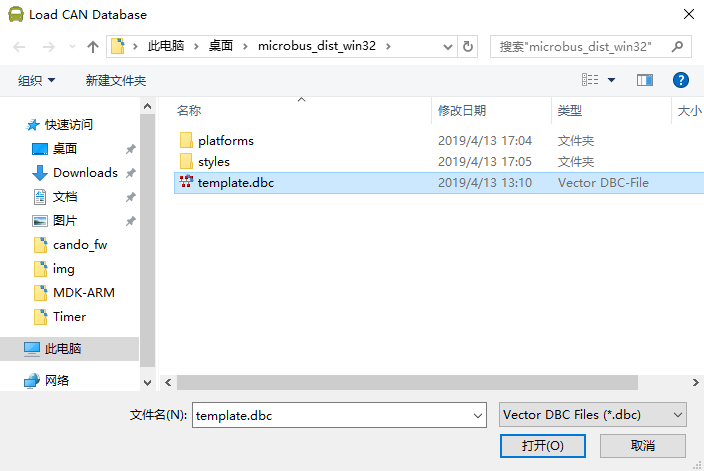 Load CAN Database
此电脑 桌面 microbus_dist_win32
搜索"microbus_dist_win32"
组织 新建文件夹
名称 修改日期 类型 大小
快速访问
桌面
Downloads
文档
图片
cando_fw
img
MDK-ARM
Timer
此电脑
网络
platforms 2019/4/13 17:04 文件夹
styles 2019/4/13 17:05 文件夹
template.dbc 2019/4/13 13:10 Vector DBC-File
文件名(N): template.dbc Vector DBC Files (*.dbc)
打开(O) 取消